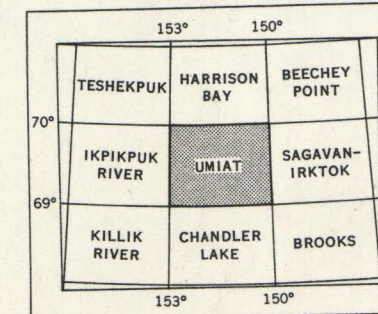 153° 150°
TESHEKPUK HARRISON BAY BEECHEY POINT
70°
IKPIKPUK RIVER UMIAT SAGAVAN-IRKTOK
69°
KILLIK RIVER CHANDLER LAKE BROOKS
153° 150°